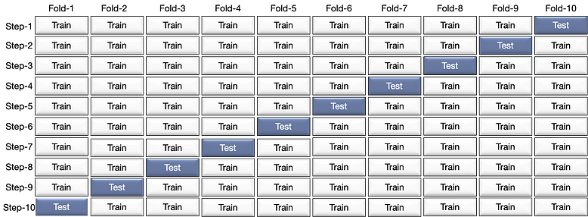 Fold-1 Fold-2 Fold-3 Fold-4 Fold-5 Fold-6 Fold-7 Fold-8 Fold-9 Fold-10
Step-1 Train Train Train Train Train Train Train Train Train Test
Step-2 Train Train Train Train Train Train Train Train Test Train
Step-3 Train Train Train Train Train Train Train Test Train Train
Step-4 Train Train Train Train Train Train Test Train Train Train
Step-5 Train Train Train Train Train Test Train Train Train Train
Step-6 Train Train Train Train Test Train Train Train Train Train
Step-7 Train Train Train Test Train Train Train Train Train Train
Step-8 Train Train Test Train Train Train Train Train Train Train
Step-9 Train Test Train Train Train Train Train Train Train Train
Step-10 Test Train Train Train Train Train Train Train Train Train